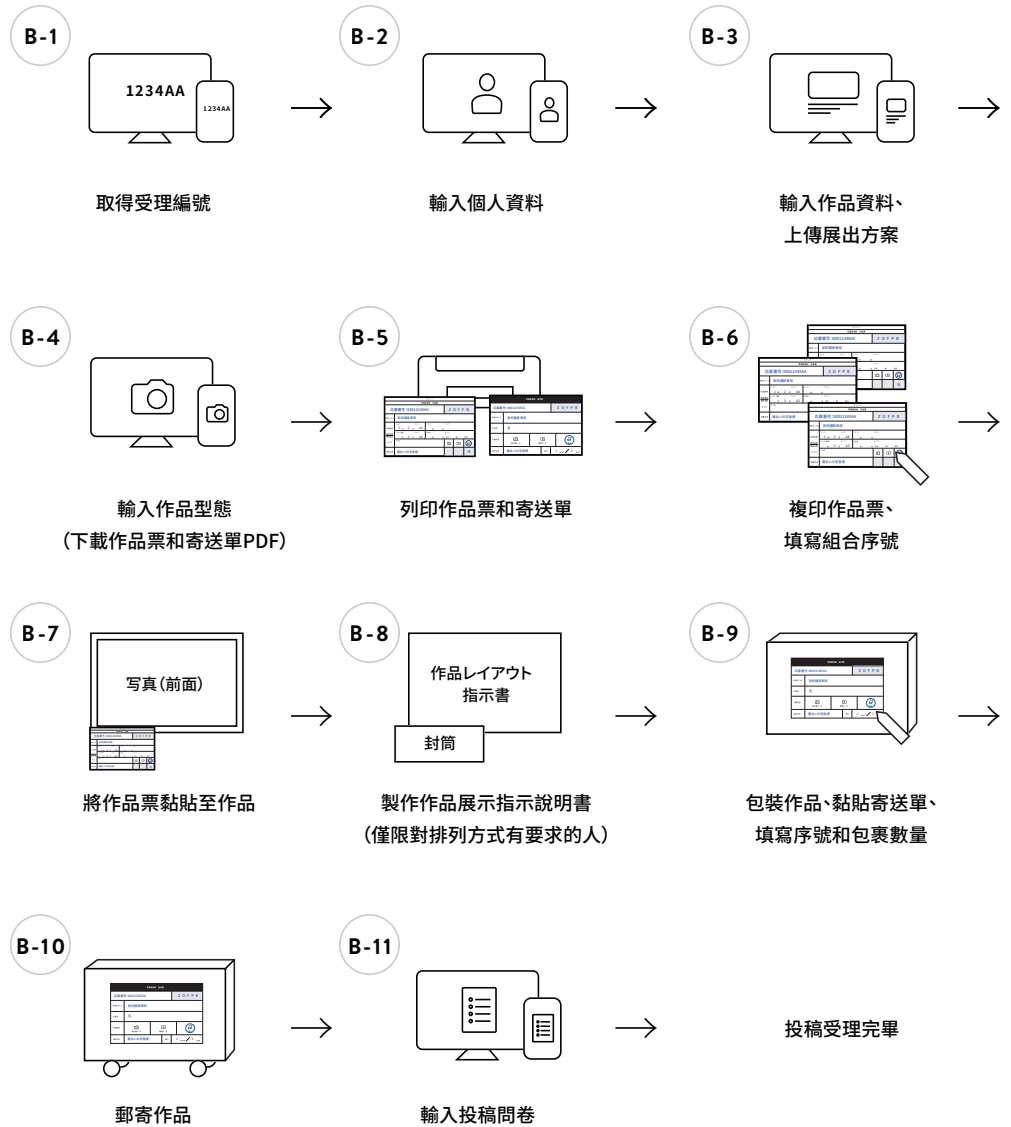 B-1
B-2
B-3
1234AA
1234AA
取得受理編號
輸入個人資料
輸入作品資料、
上傳展出方案
B-4
B-5
B-6
輸入作品型態
（下載作品票和寄送單PDF）
列印作品票和寄送單
複印作品票、
填寫組合序號
B-7
B-8
B-9
写真（前面）
作品レイアウト
指示書
封筒
將作品票黏貼至作品
製作作品展示指示說明書
（僅限對排列方式有要求的人）
包裝作品、黏貼寄送單、
填寫序號和包裹數量
B-10
B-11
郵寄作品
輸入投稿問卷
投稿受理完畢